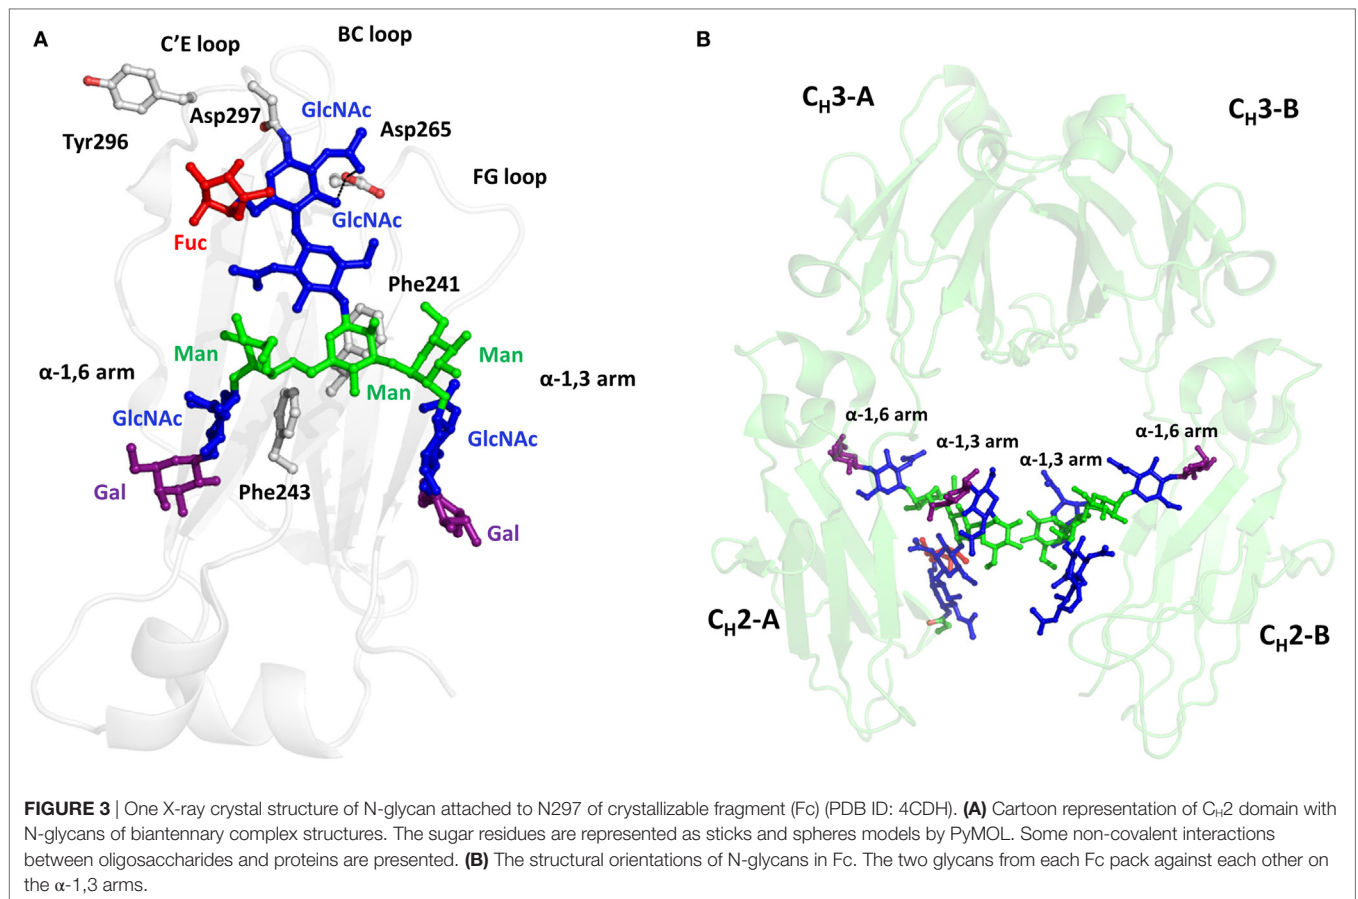 A
C'E loop
BC loop
Asp297
GlcNAc
Asp265
Tyr296
FG loop
GlcNAc
Fuc
Phe241
Man
Man
α-1,6 arm
α-1,3 arm
Man
GlcNAc
GlcNAc
Gal
Phe243
Gal
B
CH3-A
CH3-B
α-1,6 arm
α-1,3 arm
α-1,3 arm
α-1,6 arm
CH2-A
CH2-B
FIGURE 3 | One X-ray crystal structure of N-glycan attached to N297 of crystallizable fragment (Fc) (PDB ID: 4CDH). (A) Cartoon representation of CH2 domain with
N-glycans of biantennary complex structures. The sugar residues are represented as sticks and spheres models by PyMOL. Some non-covalent interactions
between oligosaccharides and proteins are presented. (B) The structural orientations of N-glycans in Fc. The two glycans from each Fc pack against each other on
the α-1,3 arms.